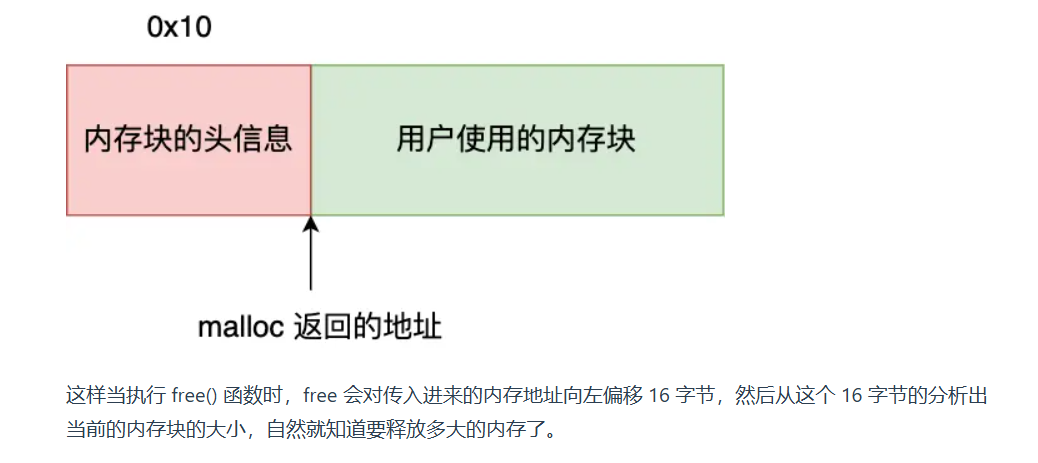 0x10
内存块的头信息
用户使用的内存块
malloc 返回的地址
这样当执行 free() 函数时，free 会对传入进来的内存地址向左偏移 16 字节，然后从这个 16 字节的分析出
当前的内存块的大小，自然就知道要释放多大的内存了。